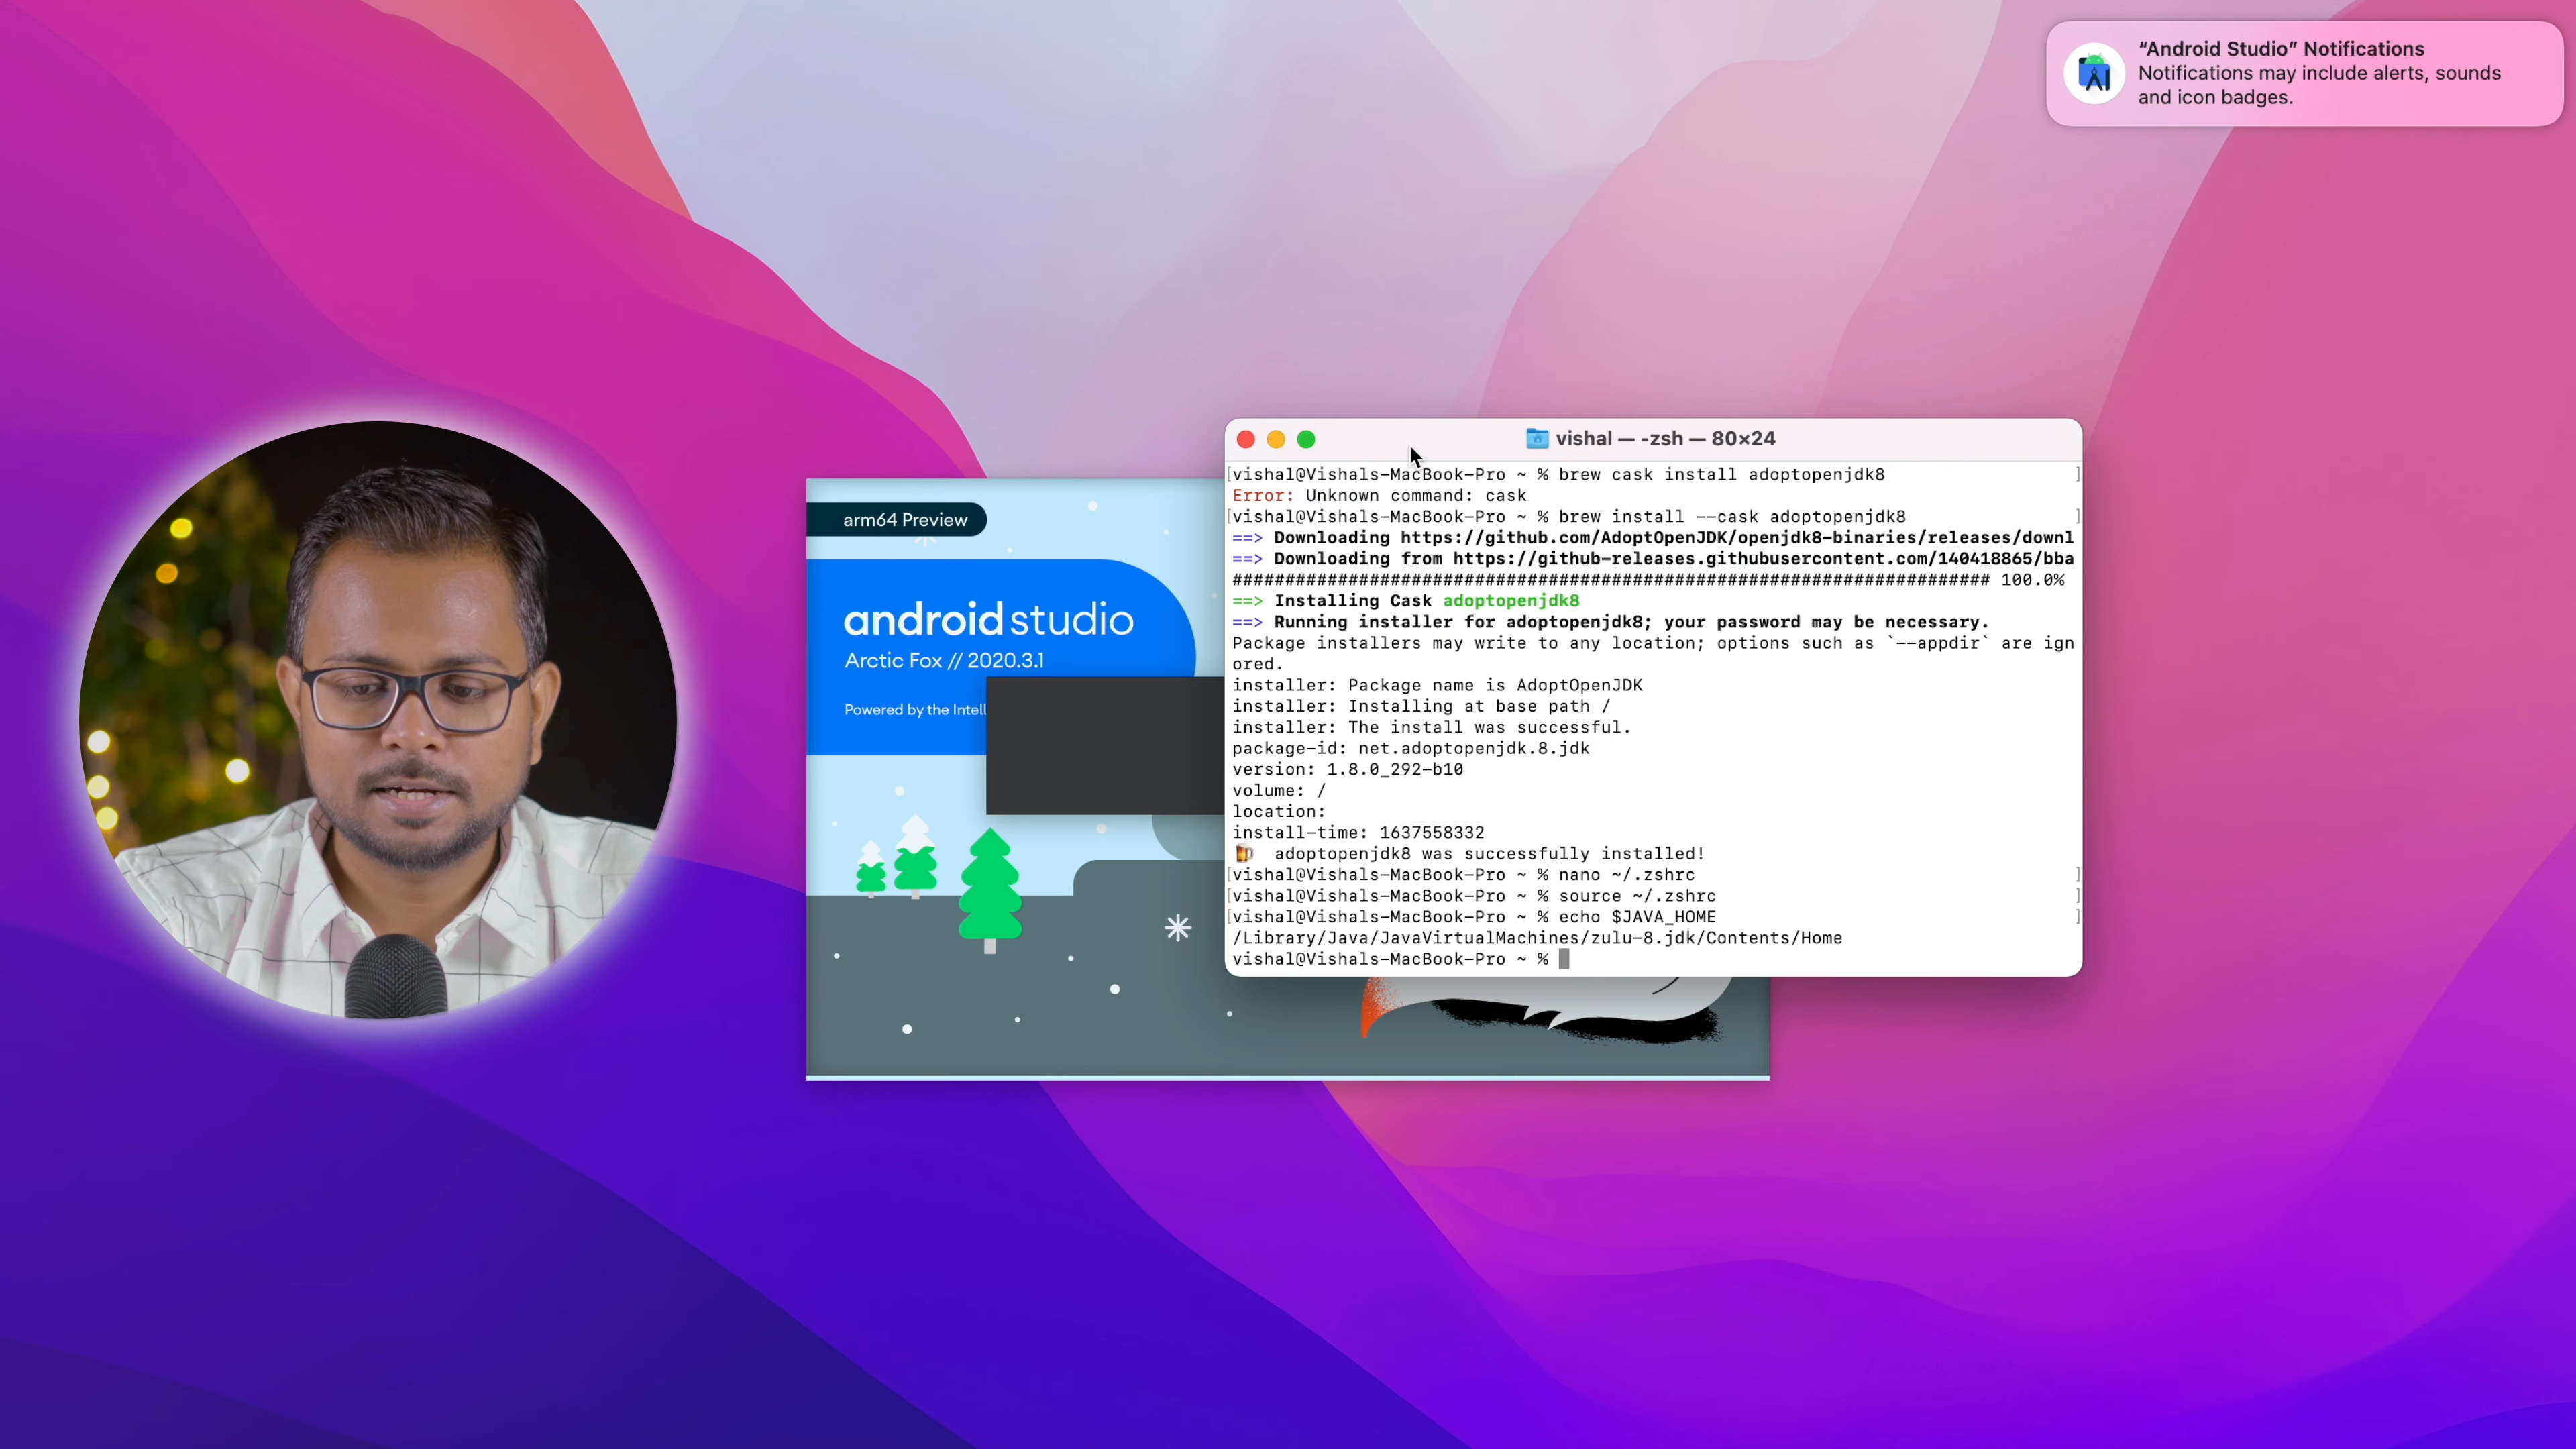 “Android Studio” Notifications
Notifications may include alerts, sounds
and icon badges.
vishal — -zsh — 80×24
[vishal@Vishals-MacBook-Pro ~ % brew cask install adoptopenjdk8 ]
Error: Unknown command: cask
[vishal@Vishals-MacBook-Pro ~ % brew install --cask adoptopenjdk8 ]
==> Downloading https://github.com/AdoptOpenJDK/openjdk8-binaries/releases/downl
==> Downloading from https://github-releases.githubusercontent.com/140418865/bba
######################################################################## 100.0%
==> Installing Cask adoptopenjdk8
==> Running installer for adoptopenjdk8; your password may be necessary.
Package installers may write to any location; options such as `--appdir` are ign
ored.
installer: Package name is AdoptOpenJDK
installer: Installing at base path /
installer: The install was successful.
package-id: net.adoptopenjdk.8.jdk
version: 1.8.0_292-b10
volume: /
location:
install-time: 1637558332
🍺 adoptopenjdk8 was successfully installed!
[vishal@Vishals-MacBook-Pro ~ % nano ~/.zshrc ]
[vishal@Vishals-MacBook-Pro ~ % source ~/.zshrc ]
[vishal@Vishals-MacBook-Pro ~ % echo $JAVA_HOME ]
/Library/Java/JavaVirtualMachines/zulu-8.jdk/Contents/Home
vishal@Vishals-MacBook-Pro ~ %
arm64 Preview
android studio
Arctic Fox // 2020.3.1
Powered by the Intell